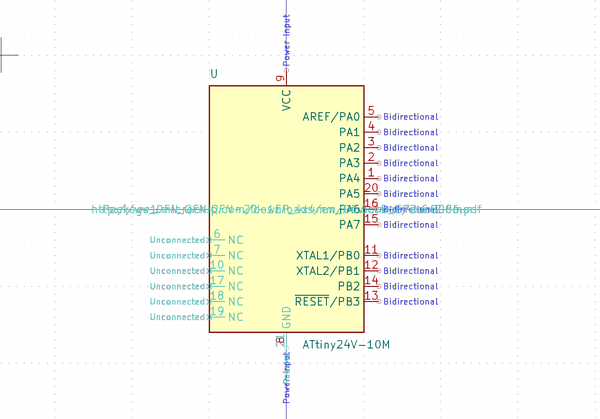 Power Input
U
9
VCC
AREF/PA0 5 Bidirectional
PA1 4 Bidirectional
PA2 3 Bidirectional
PA3 2 Bidirectional
PA4 1 Bidirectional
PA5 20 Bidirectional
PA6 16
PA7 15 Bidirectional
Unconnected 6 NC
Unconnected 7 NC
Unconnected 10 NC
Unconnected 17 NC
Unconnected 18 NC
Unconnected 19 NC
XTAL1/PB0 11 Bidirectional
XTAL2/PB1 12 Bidirectional
PB2 14 Bidirectional
RESET/PB3 13 Bidirectional
GND
ATtiny24V-10M
Power Input